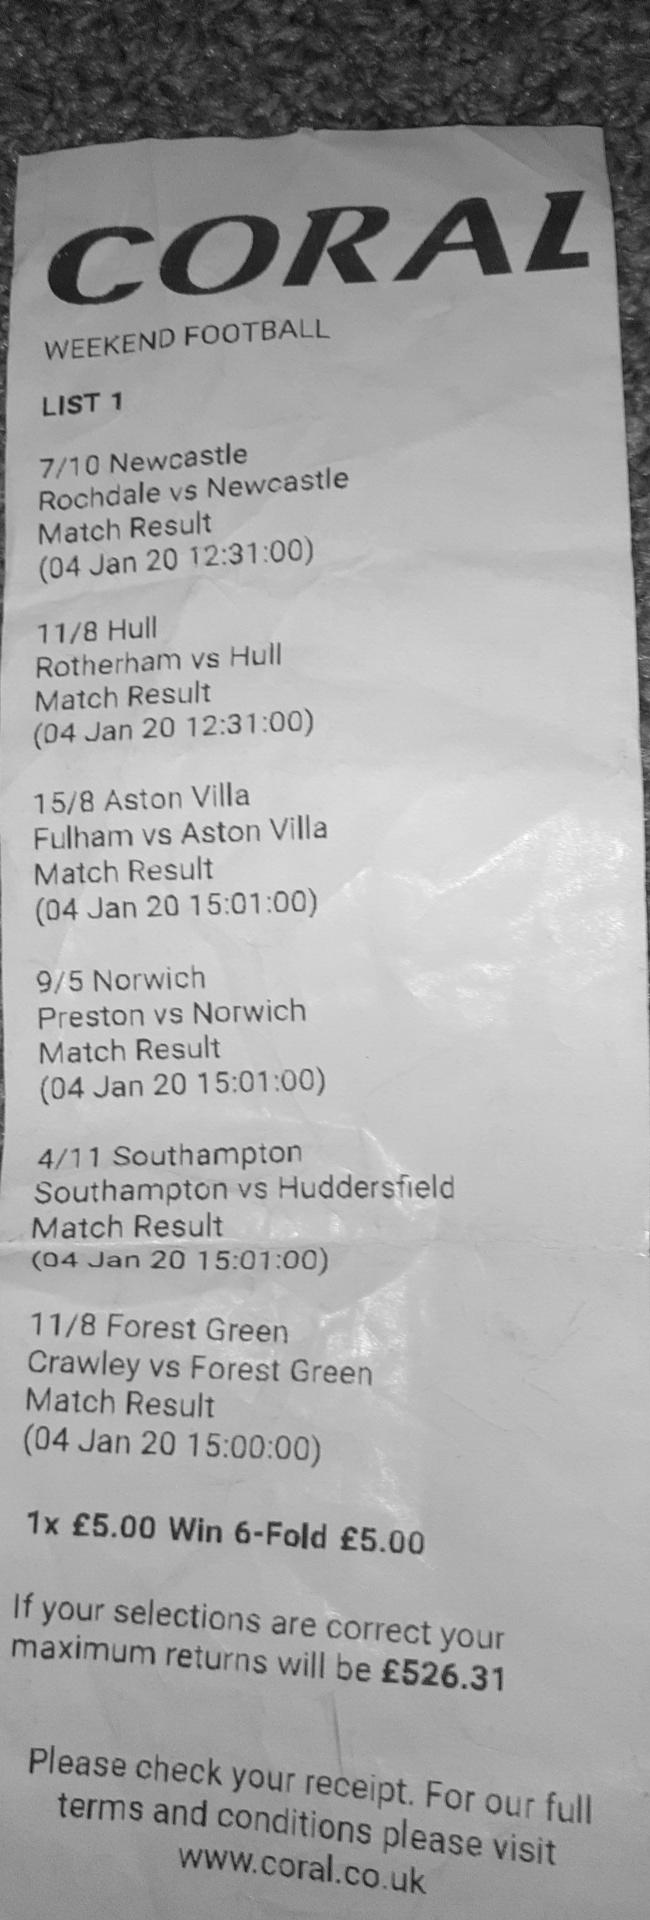 CORAL
WEEKEND FOOTBALL
LIST 1
7/10 Newcastle
Rochdale vs Newcastle
Match Result
(04 Jan 20 12:31:00)
11/8 Hull
Rotherham vs Hull
Match Result
(04 Jan 20 12:31:00)
15/8 Aston Villa
Fulham vs Aston Villa
Match Result
(04 Jan 20 15:01:00)
9/5 Norwich
Preston vs Norwich
Match Result
(04 Jan 20 15:01:00)
4/11 Southampton
Southampton vs Huddersfield
Match Result
(04 Jan 20 15:01:00)
11/8 Forest Green
Crawley vs Forest Green
Match Result
(04 Jan 20 15:00:00)
1x £5.00 Win 6-Fold £5.00
If your selections are correct your
maximum returns will be £526.31
Please check your receipt. For our full
terms and conditions please visit
www.coral.co.uk